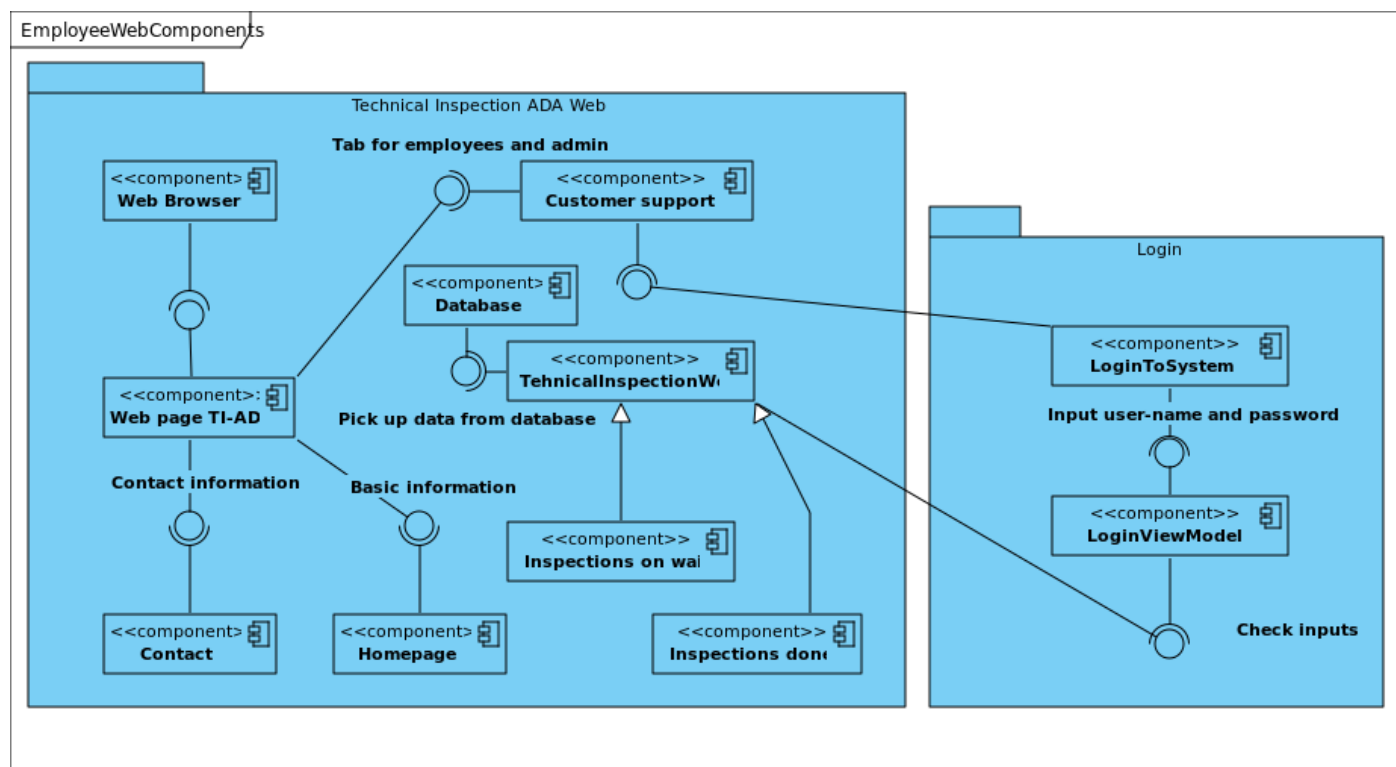 EmployeeWebComponents
Technical Inspection ADA Web
Tab for employees and admin
<<component>
Web Browser
<<component>>
Customer support
Login
<<component>
Database
<<component>>
TehnicalInspectionW
<<component>>
LoginToSystem
<<component>:
Web page TI-AD
Pick up data from database
Input user-name and password
Contact information
Basic information
<<component>>
Inspections on wai
<<component>>
LoginViewModel
<<component>
Contact
<<component>
Homepage
<<component>>
Inspections done
Check inputs